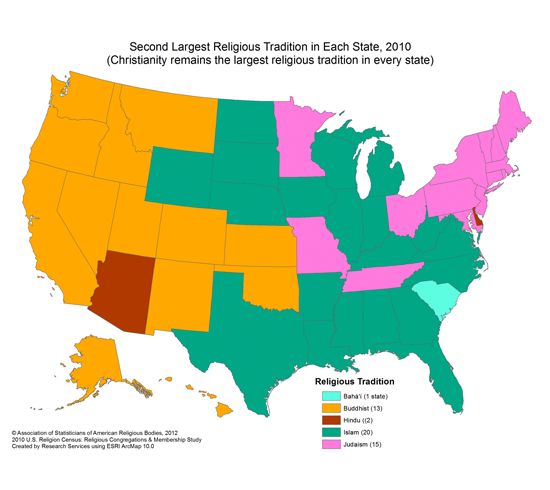 Second Largest Religious Tradition in Each State, 2010
(Christianity remains the largest religious tradition in every state)
Religious Tradition
Bahá'í (1 state)
Buddhist (13)
Hindu ((2)
Islam (20)
Judaism (15)
© Association of Statisticians of American Religious Bodies, 2012
2010 U.S. Religion Census: Religious Congregations & Membership Study
Created by Research Services using ESRI ArcMap 10.0